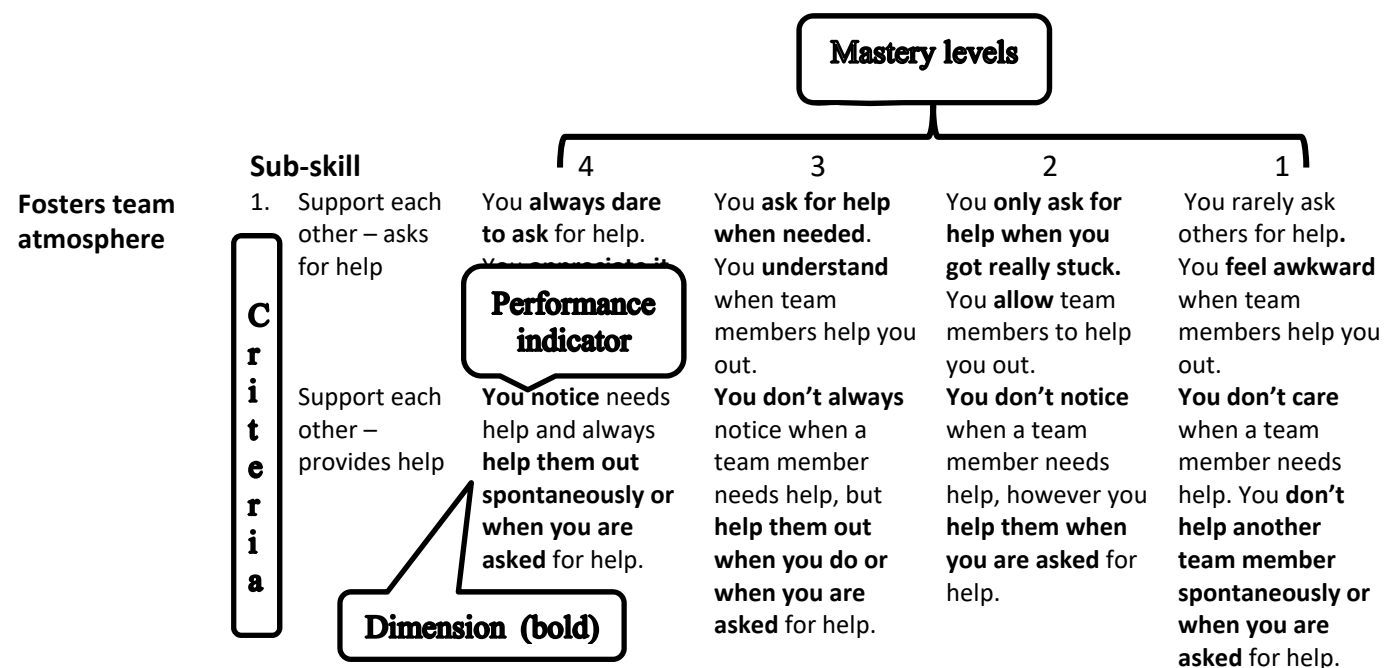 Mastery levels
Sub-skill
4
3
2
1
Fosters team
atmosphere
Criteria
1. Support each
other – asks
for help
You always dare
to ask for help.
You appreciate it
Performance
indicator
You ask for help
when needed.
You understand
when team
members help you
out.
You only ask for
help when you
got really stuck.
You allow team
members to help
you out.
You rarely ask
others for help.
You feel awkward
when team
members help you
out.
Support each
other –
provides help
You notice needs
help and always
help them out
spontaneously or
when you are
asked for help.
You don’t always
notice when a
team member
needs help, but
help them out
when you do or
when you are
asked for help.
You don’t notice
when a team
member needs
help, however you
help them when
you are asked for
help.
You don’t care
when a team
member needs
help. You don’t
help another
team member
spontaneously or
when you are
asked for help.
Dimension (bold)